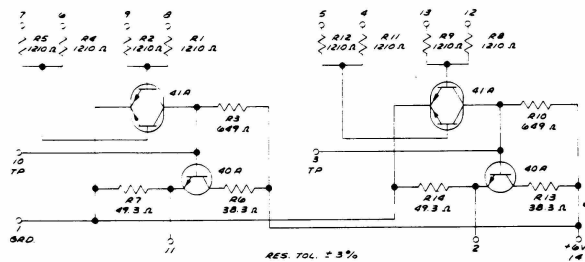 7 6 9 8 5 4 13 12
R5 1210 Ω
R4 1210 Ω
R2 1210 Ω
R1 1210 Ω
R12 1210 Ω
R11 1210 Ω
R9 1210 Ω
R8 1210 Ω
41A
41A
R3
649 Ω
R10
649 Ω
10
TP
3
TP
40A
40A
R7
49.3 Ω
R6
38.3 Ω
R14
49.3 Ω
R13
38.3 Ω
1
GRD.
11
RES. TOL. ± 3%
2
+6V
14